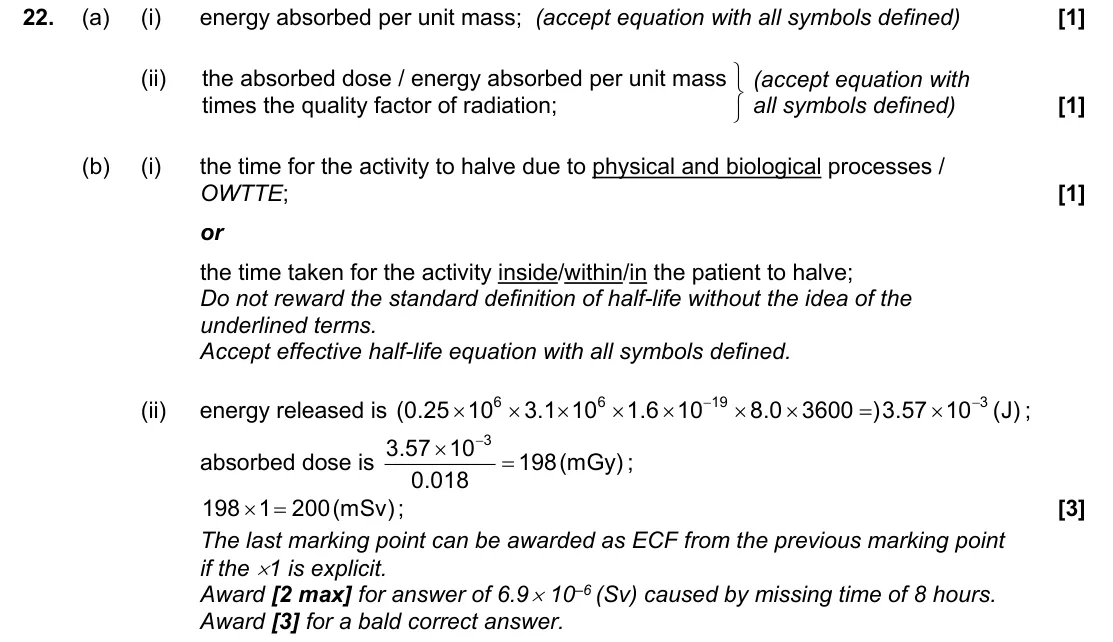 22. (a) (i) energy absorbed per unit mass; (accept equation with all symbols defined) [1]
(ii) the absorbed dose / energy absorbed per unit mass (accept equation with
times the quality factor of radiation; all symbols defined) [1]
(b) (i) the time for the activity to halve due to physical and biological processes /
OWTTE; [1]
or
the time taken for the activity inside/within/in the patient to halve;
Do not reward the standard definition of half-life without the idea of the
underlined terms.
Accept effective half-life equation with all symbols defined.
(ii) energy released is (0.25×10⁶ ×3.1×10⁶ ×1.6×10⁻¹⁹ ×8.0×3600 =)3.57×10⁻³ (J);
absorbed dose is 3.57×10⁻³ / 0.018 = 198(mGy);
198×1=200(mSv); [3]
The last marking point can be awarded as ECF from the previous marking point
if the ×1 is explicit.
Award [2 max] for answer of 6.9× 10⁻⁶ (Sv) caused by missing time of 8 hours.
Award [3] for a bald correct answer.